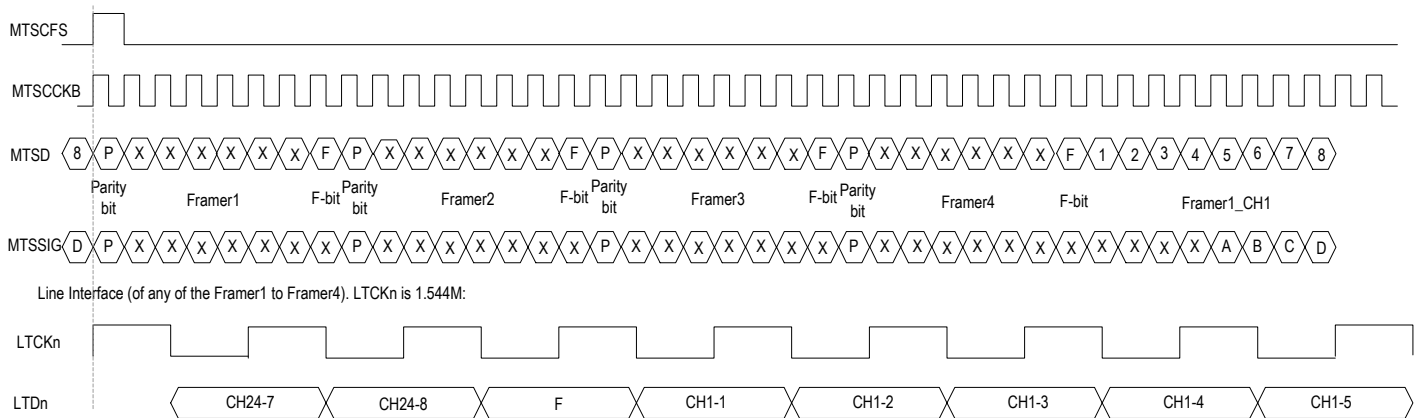 MTSCFS
MTSCCKB
MTSD 8 P X X X X X X F P X X X X X X F P X X X X X X F P X X X X X X F 1 2 3 4 5 6 7 8
Parity bit Framer1 F-bit Parity bit Framer2 F-bit Parity bit Framer3 F-bit Parity bit Framer4 F-bit Framer1_CH1
MTSSIG D P X X X X X X X P X X X X X X X P X X X X X X X P X X X X X X X X X X X A B C D
Line Interface (of any of the Framer1 to Framer4). LTCKn is 1.544M:
LTCKn
LTDn CH24-7 CH24-8 F CH1-1 CH1-2 CH1-3 CH1-4 CH1-5